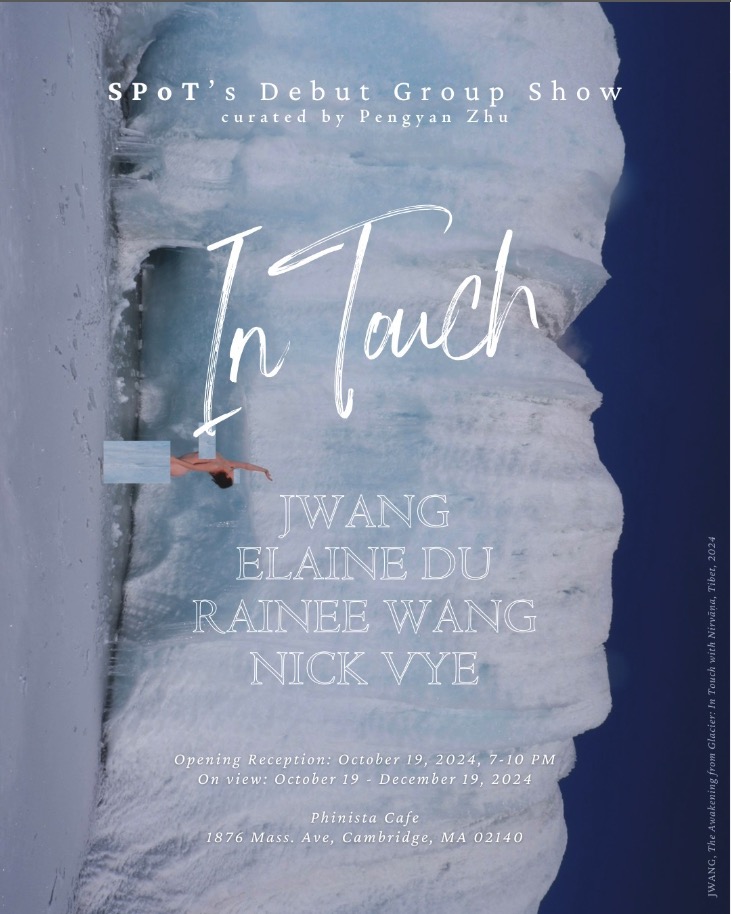 SPoT's Debut Group Show
curated by Pengyan Zhu
In Touch
JWANG
ELAINE DU
RAINEE WANG
NICK VYE
Opening Reception: October 19, 2024, 7-10 PM
On view: October 19 - December 19, 2024
Phinista Cafe
1876 Mass. Ave, Cambridge, MA 02140
JWANG, The Awakening from Glacier: In Touch with Nirvāṇa, Tibet, 2024